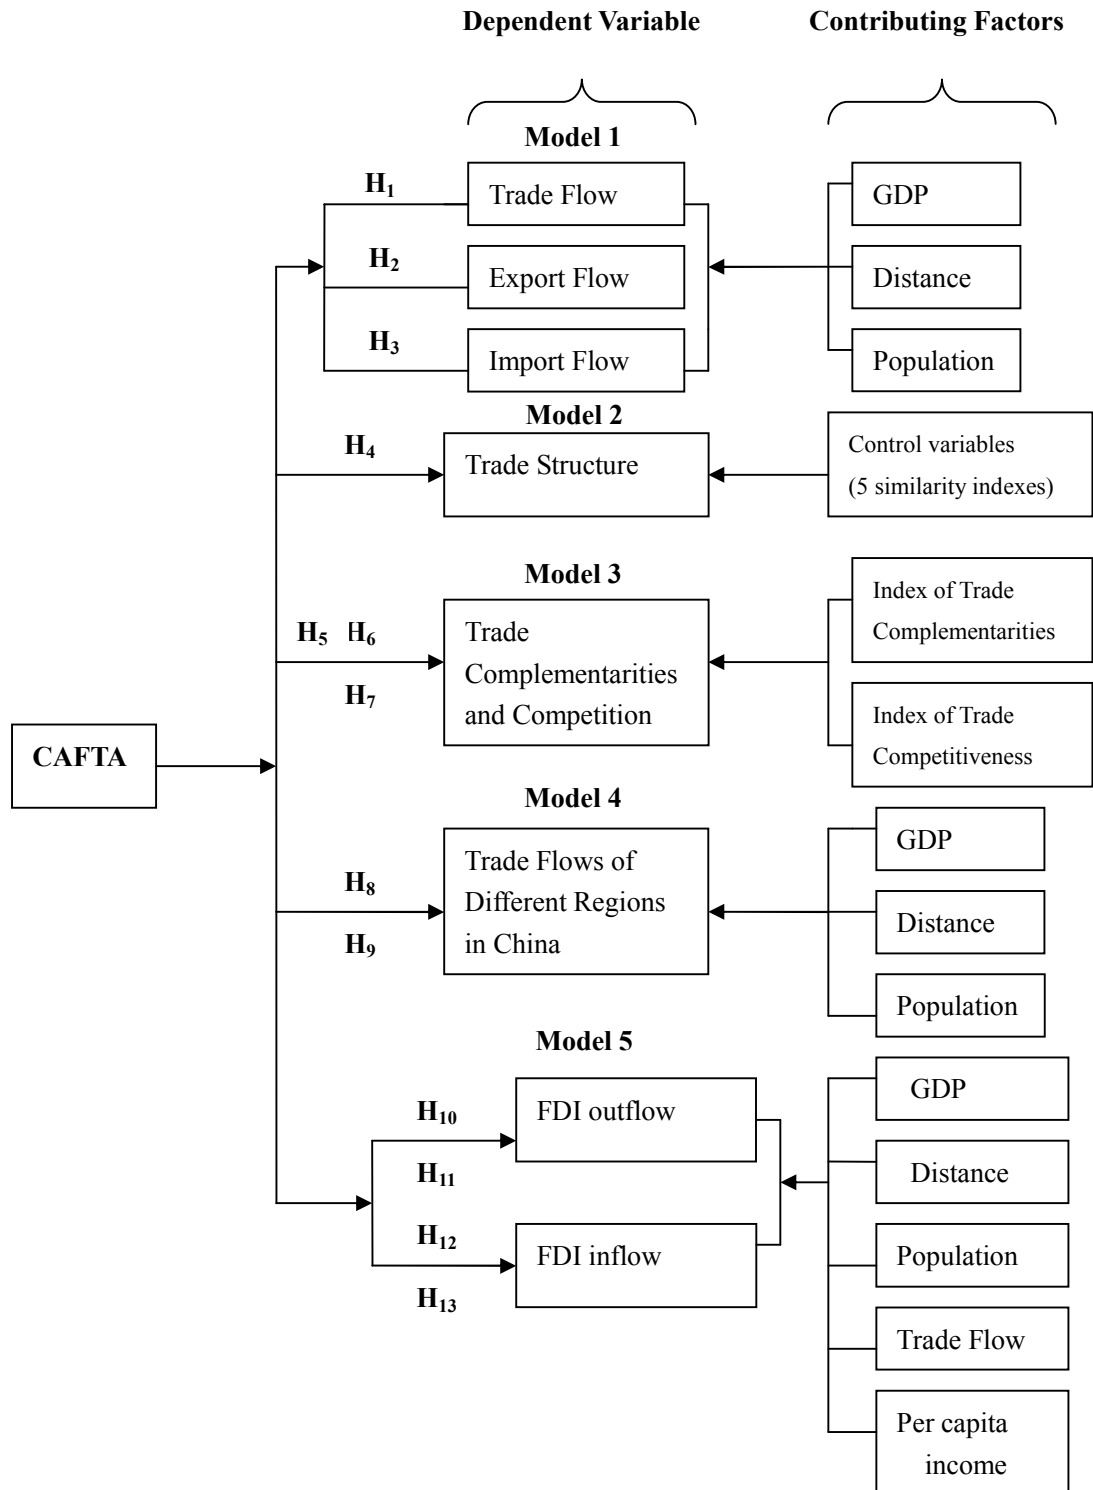 Dependent Variable
Contributing Factors
Model 1
H1
Trade Flow
GDP
H2
Export Flow
Distance
H3
Import Flow
Population
Model 2
H4
Trade Structure
Control variables
(5 similarity indexes)
Model 3
H5 H6
H7
Trade
Complementarities
and Competition
Index of Trade
Complementarities
Index of Trade
Competitiveness
CAFTA
Model 4
H8
H9
Trade Flows of
Different Regions
in China
GDP
Distance
Population
Model 5
H10
H11
FDI outflow
H12
H13
FDI inflow
GDP
Distance
Population
Trade Flow
Per capita
income